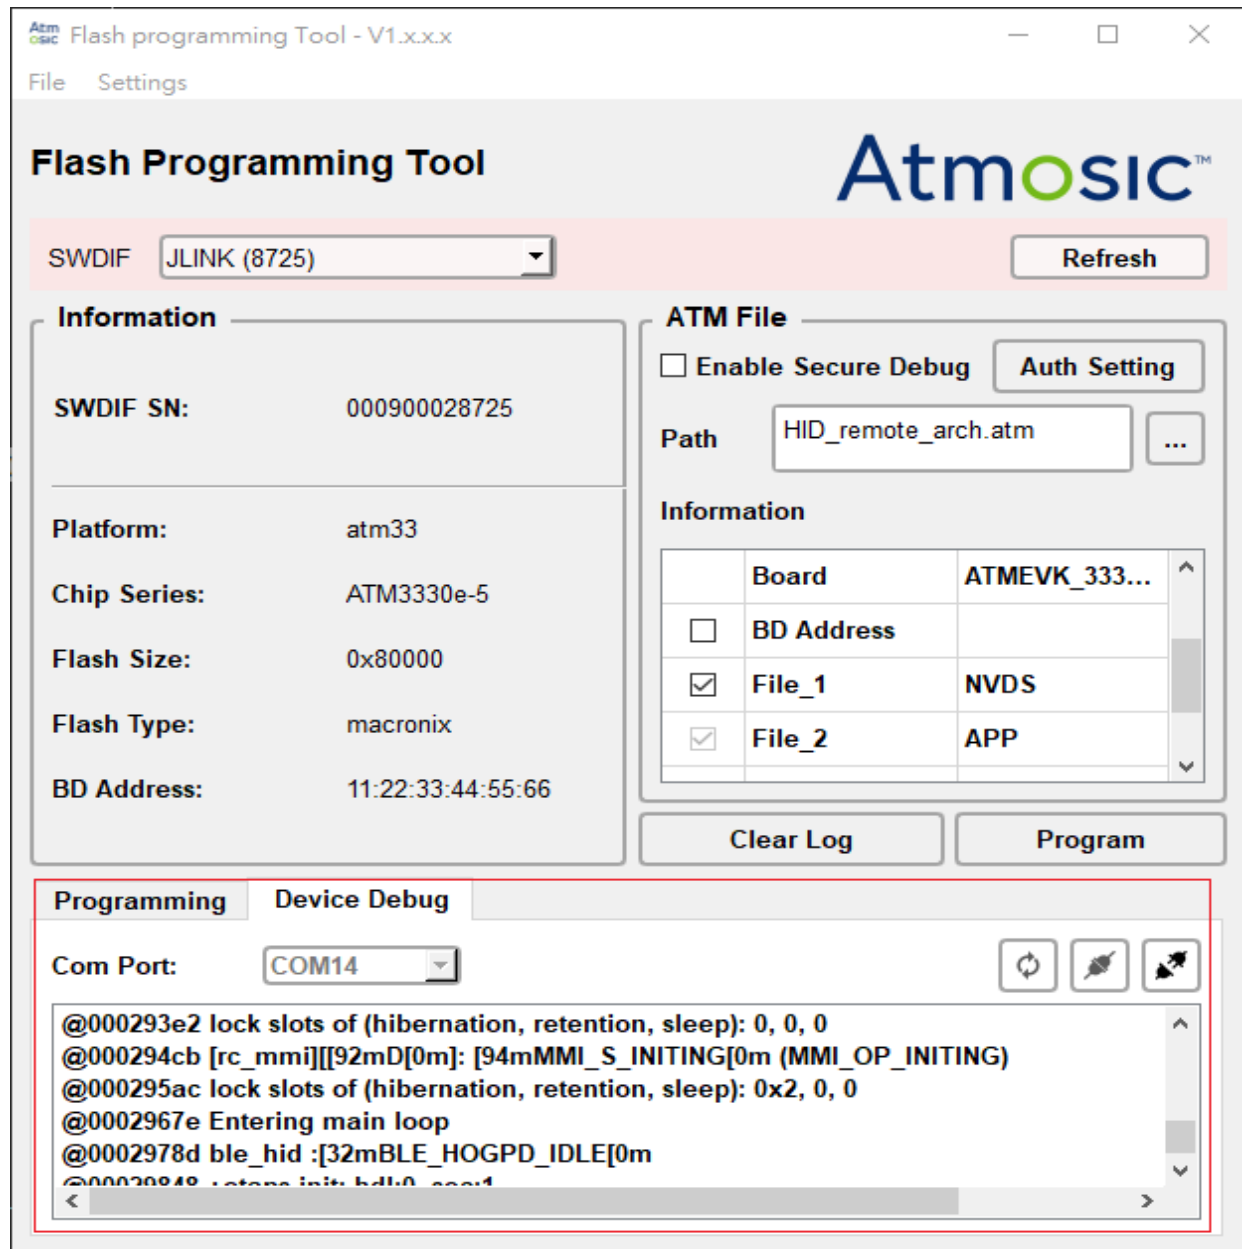 Atmosic Flash programming Tool - V1.x.x.x
File Settings
Flash Programming Tool
Atmosic™
SWDIF JLINK (8725) Refresh
Information
SWDIF SN: 000900028725
Platform: atm33
Chip Series: ATM3330e-5
Flash Size: 0x80000
Flash Type: macronix
BD Address: 11:22:33:44:55:66
ATM File
Enable Secure Debug Auth Setting
Path HID_remote_arch.atm ...
Information
Board ATMEVK_333...
BD Address
File_1 NVDS
File_2 APP
Clear Log Program
Programming Device Debug
Com Port: COM14
@000293e2 lock slots of (hibernation, retention, sleep): 0, 0, 0
@000294cb [rc_mmi][[92mD[0m]: [94mMMI_S_INITING[0m (MMI_OP_INITING)
@000295ac lock slots of (hibernation, retention, sleep): 0x2, 0, 0
@0002967e Entering main loop
@0002978d ble_hid :[32mBLE_HOGPD_IDLE[0m